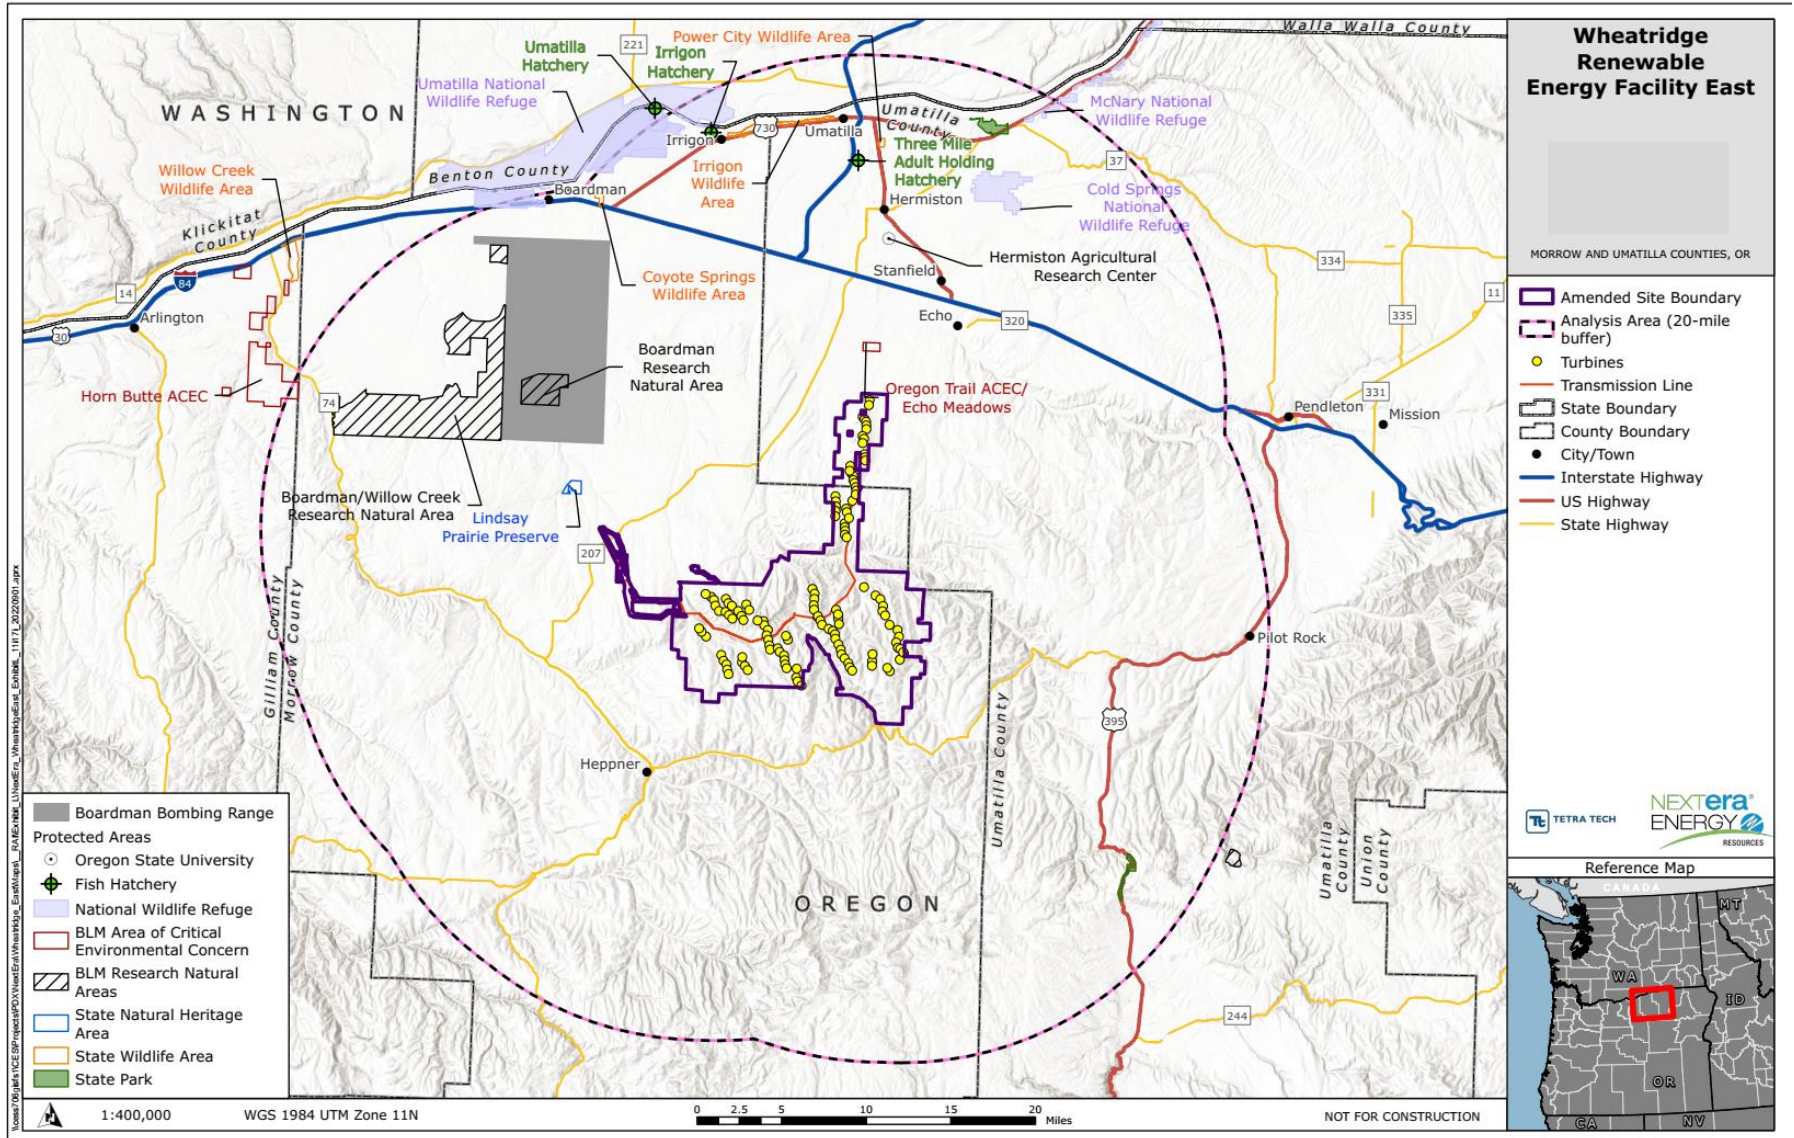 Wheatridge
Renewable
Energy Facility East
MORROW AND UMATILLA COUNTIES, OR
Amended Site Boundary
Analysis Area (20-mile
buffer)
Turbines
Transmission Line
State Boundary
County Boundary
City/Town
Interstate Highway
US Highway
State Highway
TETRA TECH
NEXTera
ENERGY
RESOURCES
Reference Map
CANADA
WA
MT
ID
OR
CA
NV
Walla Walla County
Power City Wildlife Area
221
Umatilla
Hatchery
Irrigon
Hatchery
Umatilla National
Wildlife Refuge
WASHINGTON
McNary National
Wildlife Refuge
Umatilla
County
730
Umatilla
Irrigon
Three Mile
Adult Holding
Hatchery
37
Willow Creek
Wildlife Area
Benton County
Irrigon
Wildlife
Area
Boardman
Hermiston
Cold Springs
National
Wildlife Refuge
Klickitat
County
Hermiston Agricultural
Research Center
334
Stanfield
Coyote Springs
Wildlife Area
84
14
11
Arlington
30
Echo
320
335
Boardman
Research
Natural Area
Horn Butte ACEC
74
Oregon Trail ACEC/
Echo Meadows
331
Pendleton
Mission
Boardman/Willow Creek
Research Natural Area
Lindsay
Prairie Preserve
207
Gilliam County
Morrow County
Pilot Rock
395
Umatilla County
Heppner
Umatilla
County
Union
County
OREGON
244
Boardman Bombing Range
Protected Areas
Oregon State University
Fish Hatchery
National Wildlife Refuge
BLM Area of Critical
Environmental Concern
BLM Research Natural
Areas
State Natural Heritage
Area
State Wildlife Area
State Park
1:400,000
WGS 1984 UTM Zone 11N
0 2.5 5 10 15 20
Miles
NOT FOR CONSTRUCTION